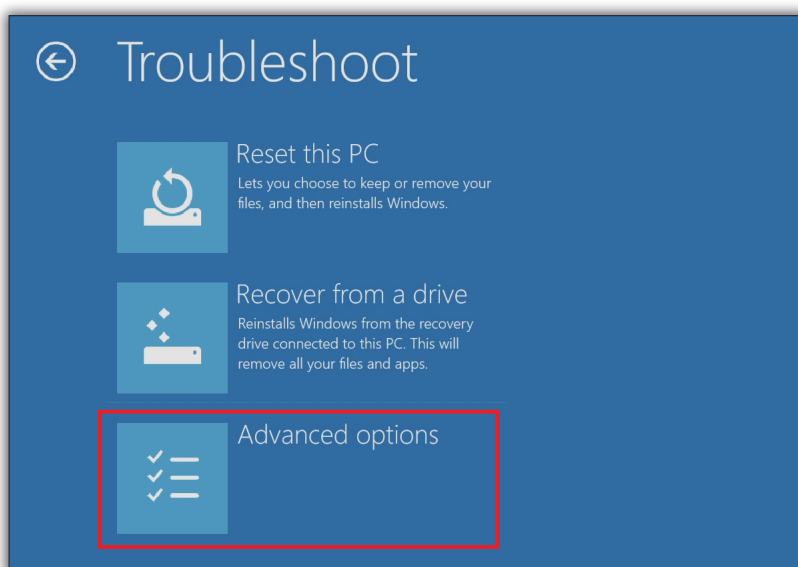 Troubleshoot
Reset this PC
Lets you choose to keep or remove your
files, and then reinstalls Windows.
Recover from a drive
Reinstalls Windows from the recovery
drive connected to this PC. This will
remove all your files and apps.
Advanced options